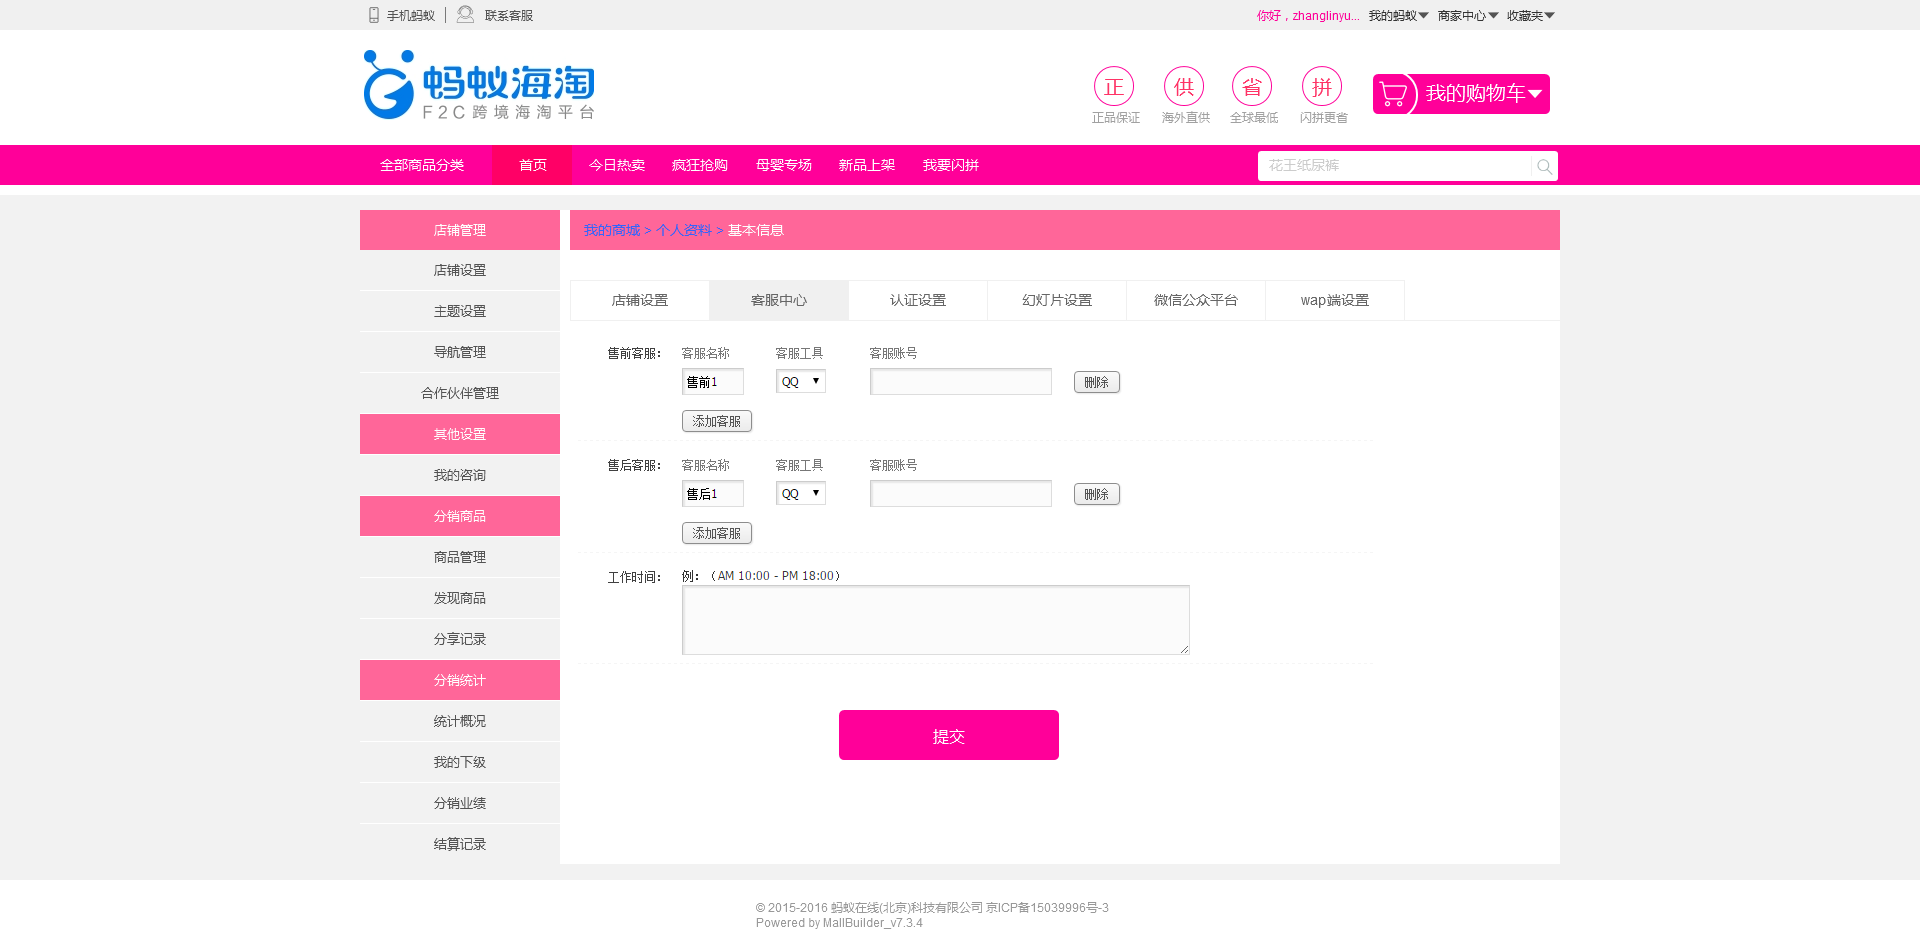 手机蚂蚁 联系客服 你好，zhanglinyu... 我的蚂蚁 商家中心 收藏夹
蚂蚁海淘
F2C跨境海淘平台
正 供 省 拼
正品保证 海外直供 全球最低 闪拼更省
我的购物车
全部商品分类 首页 今日热卖 疯狂抢购 母婴专场 新品上架 我要闪拼 花王纸尿裤
店铺管理
店铺设置
主题设置
导航管理
合作伙伴管理
其他设置
我的咨询
分销商品
商品管理
发现商品
分享记录
分销统计
统计概况
我的下级
分销业绩
结算记录
我的商城 > 个人资料 > 基本信息
店铺设置 客服中心 认证设置 幻灯片设置 微信公众平台 wap端设置
售前客服： 客服名称 客服工具 客服账号
售前1 QQ 删除
添加客服
售后客服： 客服名称 客服工具 客服账号
售后1 QQ 删除
添加客服
工作时间： 例：（AM 10:00 - PM 18:00）
提交
© 2015-2016 蚂蚁在线(北京)科技有限公司 京ICP备15039996号-3
Powered by MallBuilder_v7.3.4